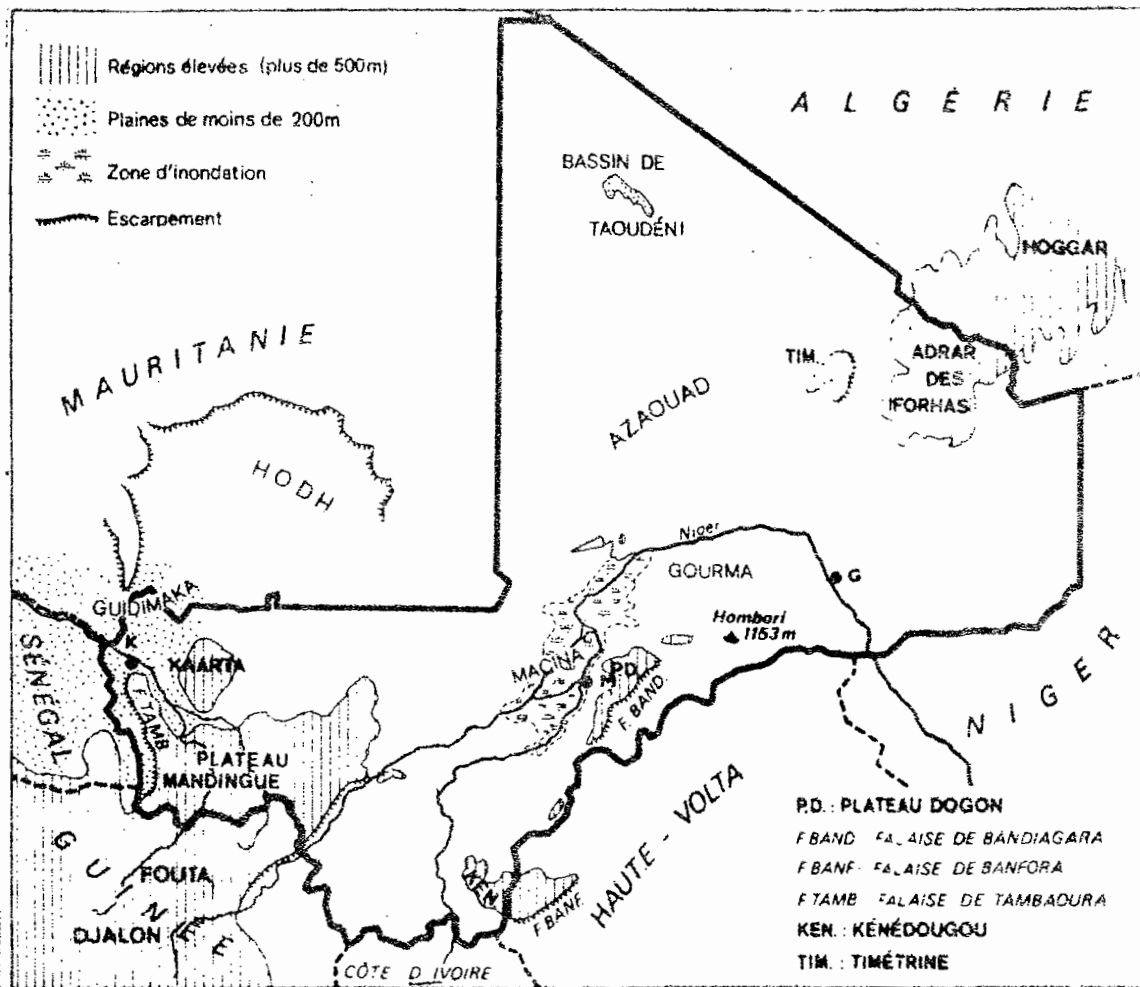 Régions élevées (plus de 500m)
Plaines de moins de 200m
Zone d'inondation
Escarpement
ALGÉRIE
BASSIN DE
TAOUDÉNI
HOGGAR
MAURITANIE
TIM.
ADRAR
DES
IFORHAS
AZAOUAD
HODH
Niger
GOURMA
G
GUIDIMAKA
Hombori
1153m
K
KAARTA
SÉNÉGAL
MACINA
M
P.D.
F. BAND.
F. TAMB
NIGER
PLATEAU
MANDINGUE
HAUTE-VOLTA
GUINÉE
FOUTA
DJALON
KEN.
F. BANF.
CÔTE D'IVOIRE
P.D. : PLATEAU DOGON
F BAND FALAISE DE BANDIAGARA
F BANF FALAISE DE BANFORA
F TAMB FALAISE DE TAMBAOURA
KEN. : KÉNÉDOUGOU
TIM. : TIMÉTRINE